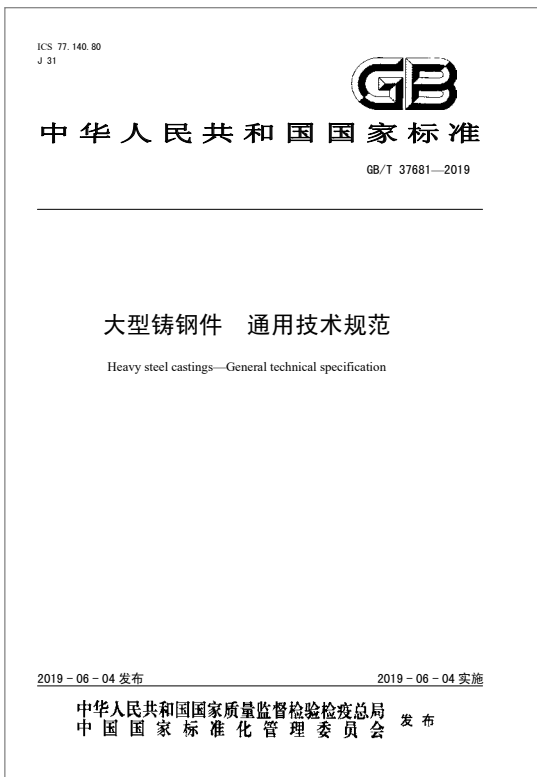 ICS 77.140.80
J 31
GB
中华人民共和国国家标准
GB/T 37681—2019
大型铸钢件 通用技术规范
Heavy steel castings—General technical specification
2019-06-04 发布
2019-06-04 实施
中华人民共和国国家质量监督检验检疫总局
中国国家标准化管理委员会
发布